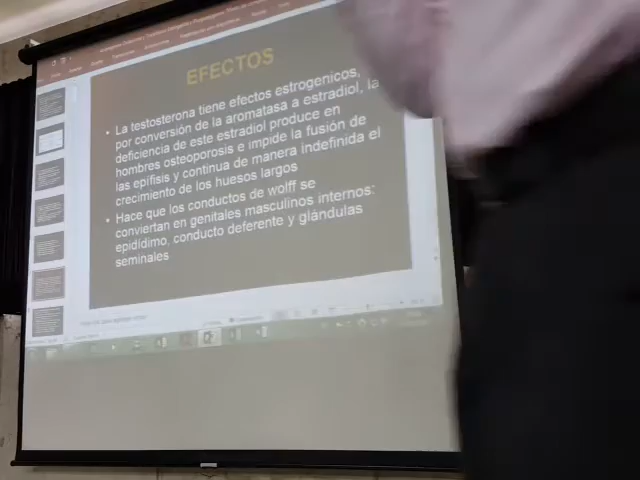 EFECTOS
• La testosterona tiene efectos estrogenicos,
por conversión de la aromatasa a estradiol, la
deficiencia de este estradiol produce en
hombres osteoporosis e impide la fusión de
las epífisis y continua de manera indefinida el
crecimiento de los huesos largos
• Hace que los conductos de wolff se
conviertan en genitales masculinos internos:
epidídimo, conducto deferente y glándulas
seminales